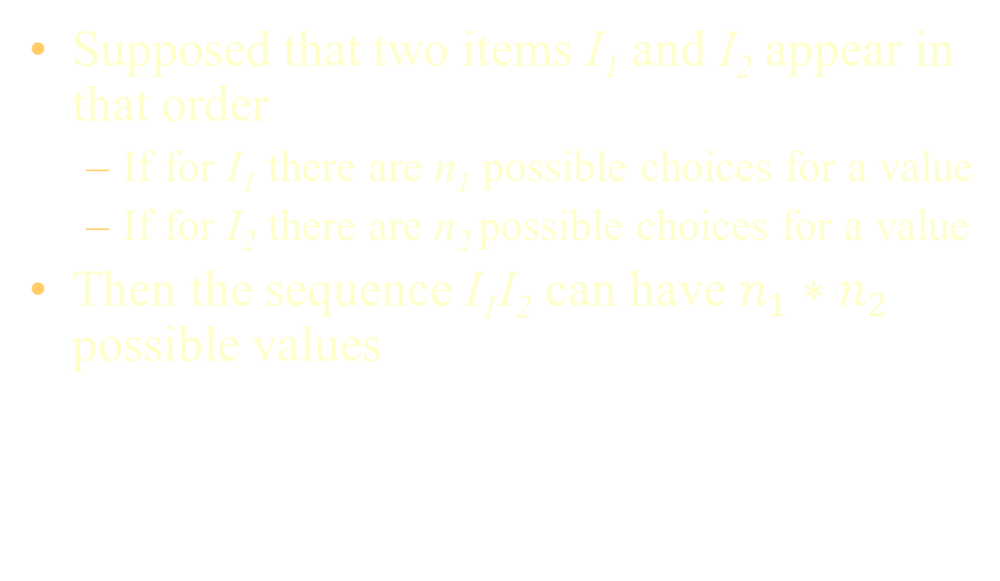 • Supposed that two items I₁ and I₂ appear in
that order
– If for I₁ there are n₁ possible choices for a value
– If for I₂ there are n₂ possible choices for a value
• Then the sequence I₁I₂ can have n₁ * n₂
possible values